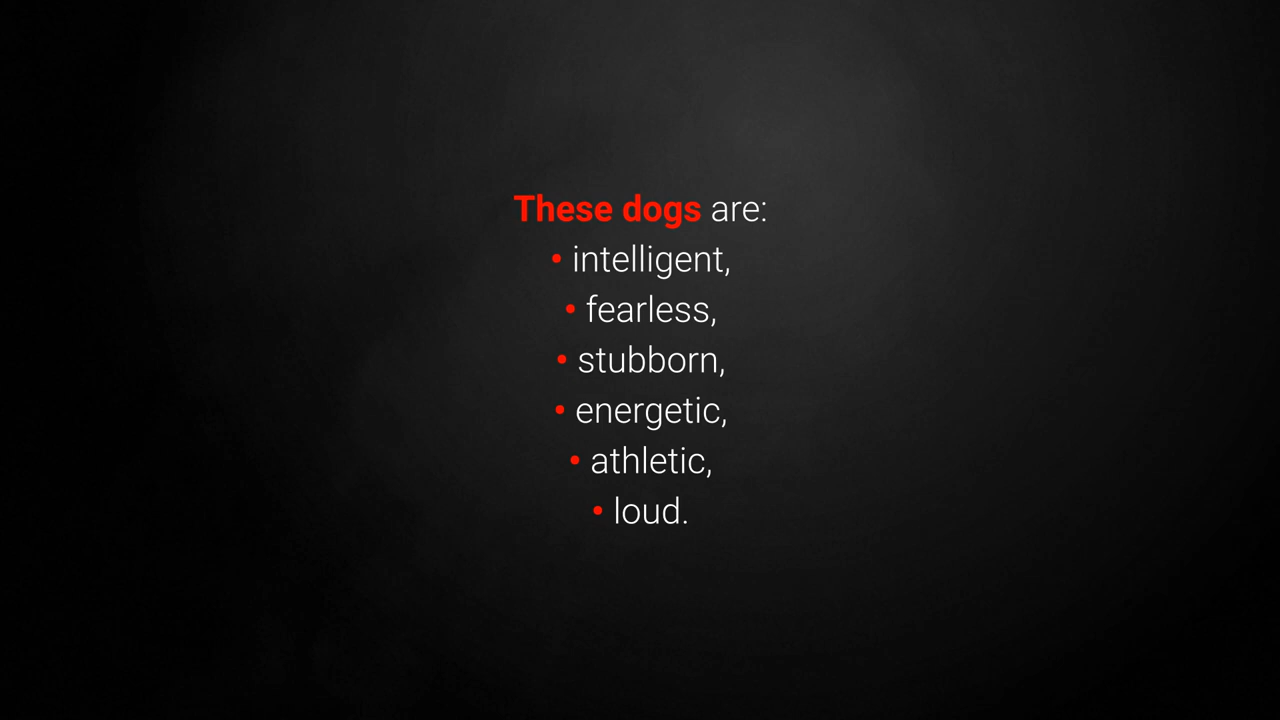 These dogs are:
• intelligent,
• fearless,
• stubborn,
• energetic,
• athletic,
• loud.